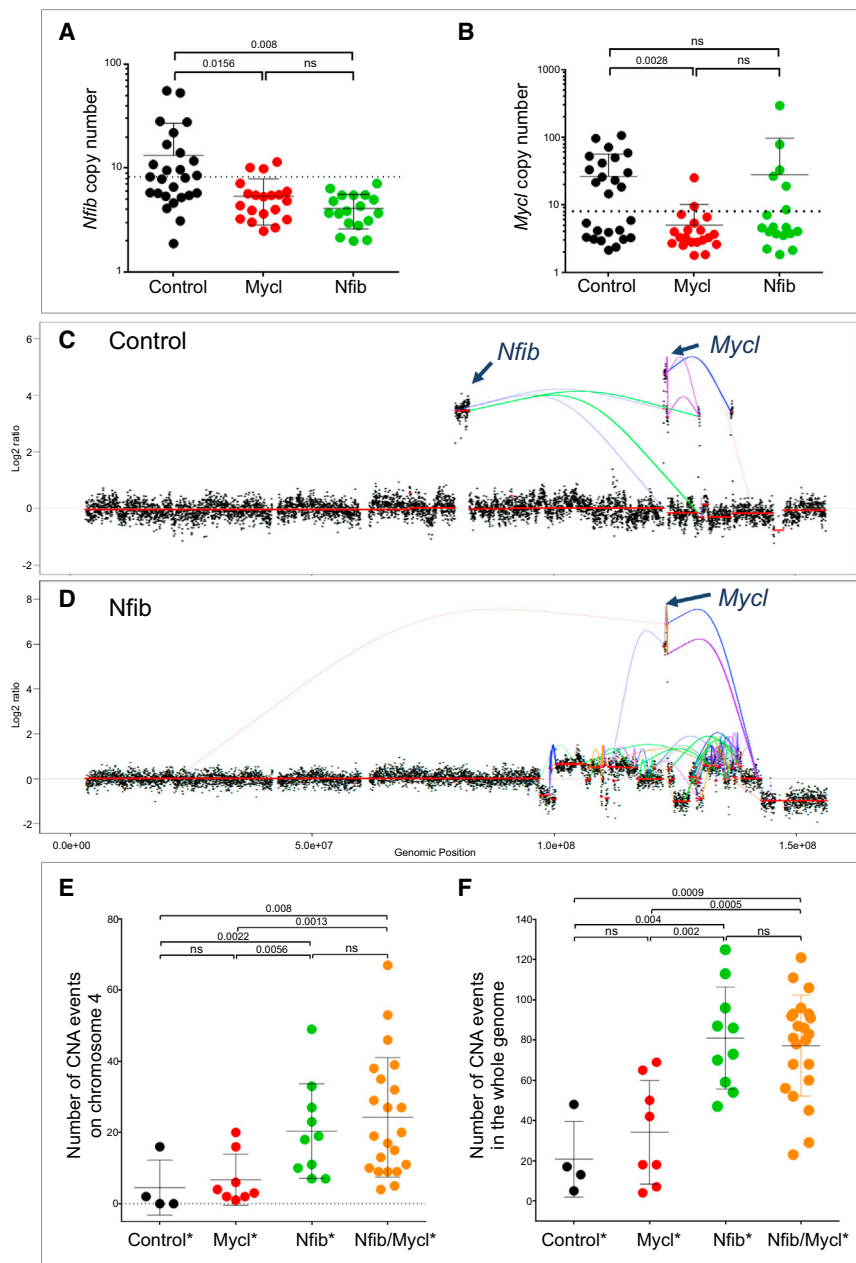 A
0.008
0.0156
ns
Nfib copy number
100
10
1
Control
Mycl
Nfib
B
ns
0.0028
ns
Mycl copy number
1000
100
10
1
Control
Mycl
Nfib
C
Control
Nfib
Mycl
Log2 ratio
6
4
2
0
-2
D
Nfib
Mycl
Log2 ratio
8
6
4
2
0
-2
0.0e+00
5.0e+07
1.0e+08
1.5e+08
Genomic Position
E
0.008
0.0013
0.0022
ns
0.0056
ns
Number of CNA events
on chromosome 4
80
60
40
20
0
Control*
Mycl*
Nfib*
Nfib/Mycl*
F
0.0009
0.0005
0.004
ns
0.002
ns
Number of CNA events
in the whole genome
140
120
100
80
60
40
20
0
Control*
Mycl*
Nfib*
Nfib/Mycl*